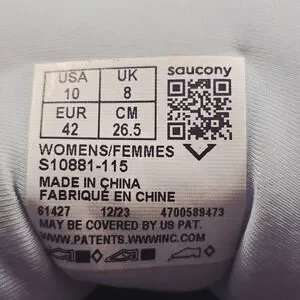 USA UK
10 8
EUR CM
42 26.5
saucony
WOMENS/FEMMES
S10881-115
MADE IN CHINA
FABRIQUÉ EN CHINE
61427 12/23 4700589473
MAY BE COVERED BY US PAT.
WWW.PATENTS.WWWINC.COM